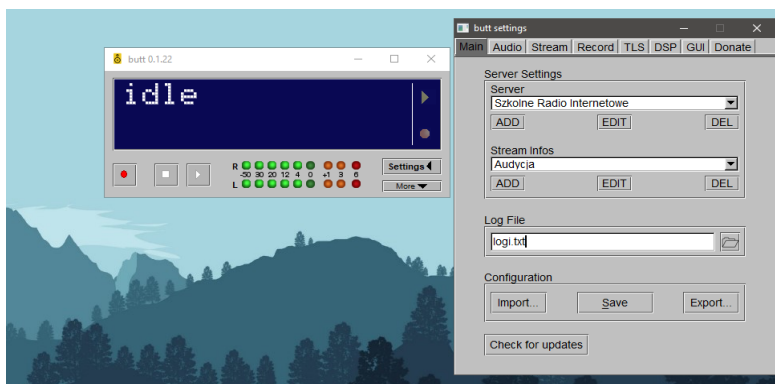 butt 0.1.22
idle
R
-50 30 20 12 4 0 +1 3 6
L
Settings
More
butt settings
Main Audio Stream Record TLS DSP GUI Donate
Server Settings
Server
Szkolne Radio Internetowe
ADD EDIT DEL
Stream Infos
Audycja
ADD EDIT DEL
Log File
logi.txt
Configuration
Import... Save Export...
Check for updates